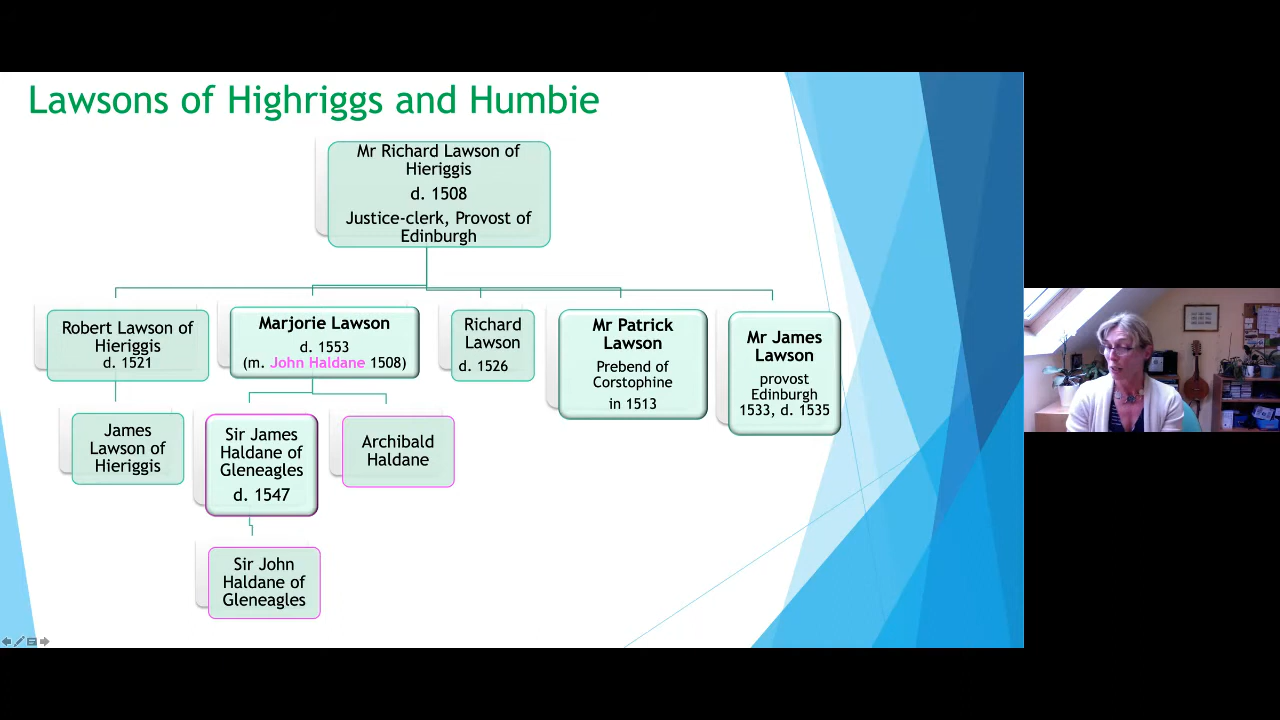 Lawsons of Highriggs and Humbie
Mr Richard Lawson of
Hieriggis
d. 1508
Justice-clerk, Provost of
Edinburgh
Robert Lawson of
Hieriggis
d. 1521
Marjorie Lawson
d. 1553
(m. John Haldane 1508)
Richard
Lawson
d. 1526
Mr Patrick
Lawson
Prebend of
Corstophine
in 1513
Mr James
Lawson
provost
Edinburgh
1533, d. 1535
James
Lawson of
Hieriggis
Sir James
Haldane of
Gleneagles
d. 1547
Archibald
Haldane
Sir John
Haldane of
Gleneagles